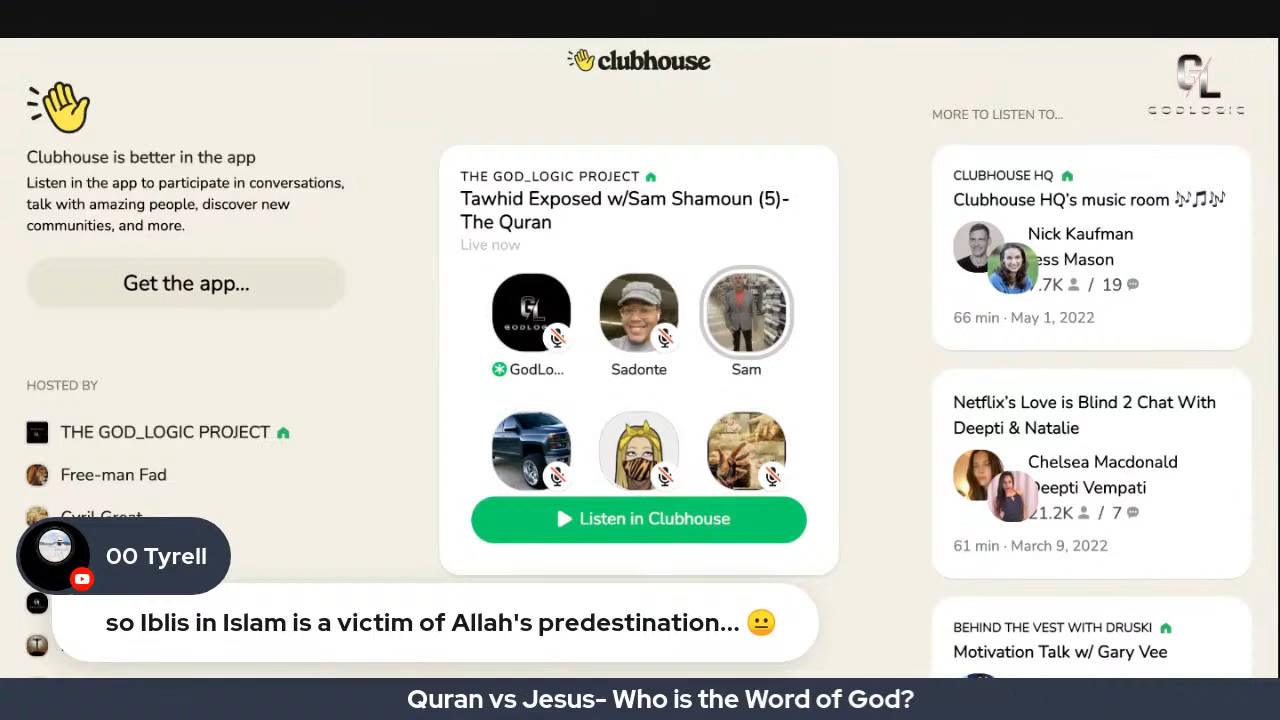 clubhouse
GL
GODLOGIC
Clubhouse is better in the app
Listen in the app to participate in conversations,
talk with amazing people, discover new
communities, and more.
Get the app...
HOSTED BY
THE GOD_LOGIC PROJECT
Free-man Fad
Cyril Great
THE GOD_LOGIC PROJECT
Tawhid Exposed w/Sam Shamoun (5)-
The Quran
Live now
GL
GODLOGIC
GodLo...
Sadonte
Sam
Listen in Clubhouse
MORE TO LISTEN TO...
CLUBHOUSE HQ
Clubhouse HQ's music room 🎶🎵🎶
Nick Kaufman
ess Mason
.7K / 19
66 min · May 1, 2022
Netflix's Love is Blind 2 Chat With
Deepti & Natalie
Chelsea Macdonald
Deepti Vempati
21.2K / 7
61 min · March 9, 2022
BEHIND THE VEST WITH DRUSKI
Motivation Talk w/ Gary Vee
00 Tyrell
so Iblis in Islam is a victim of Allah's predestination... 😐
Quran vs Jesus- Who is the Word of God?